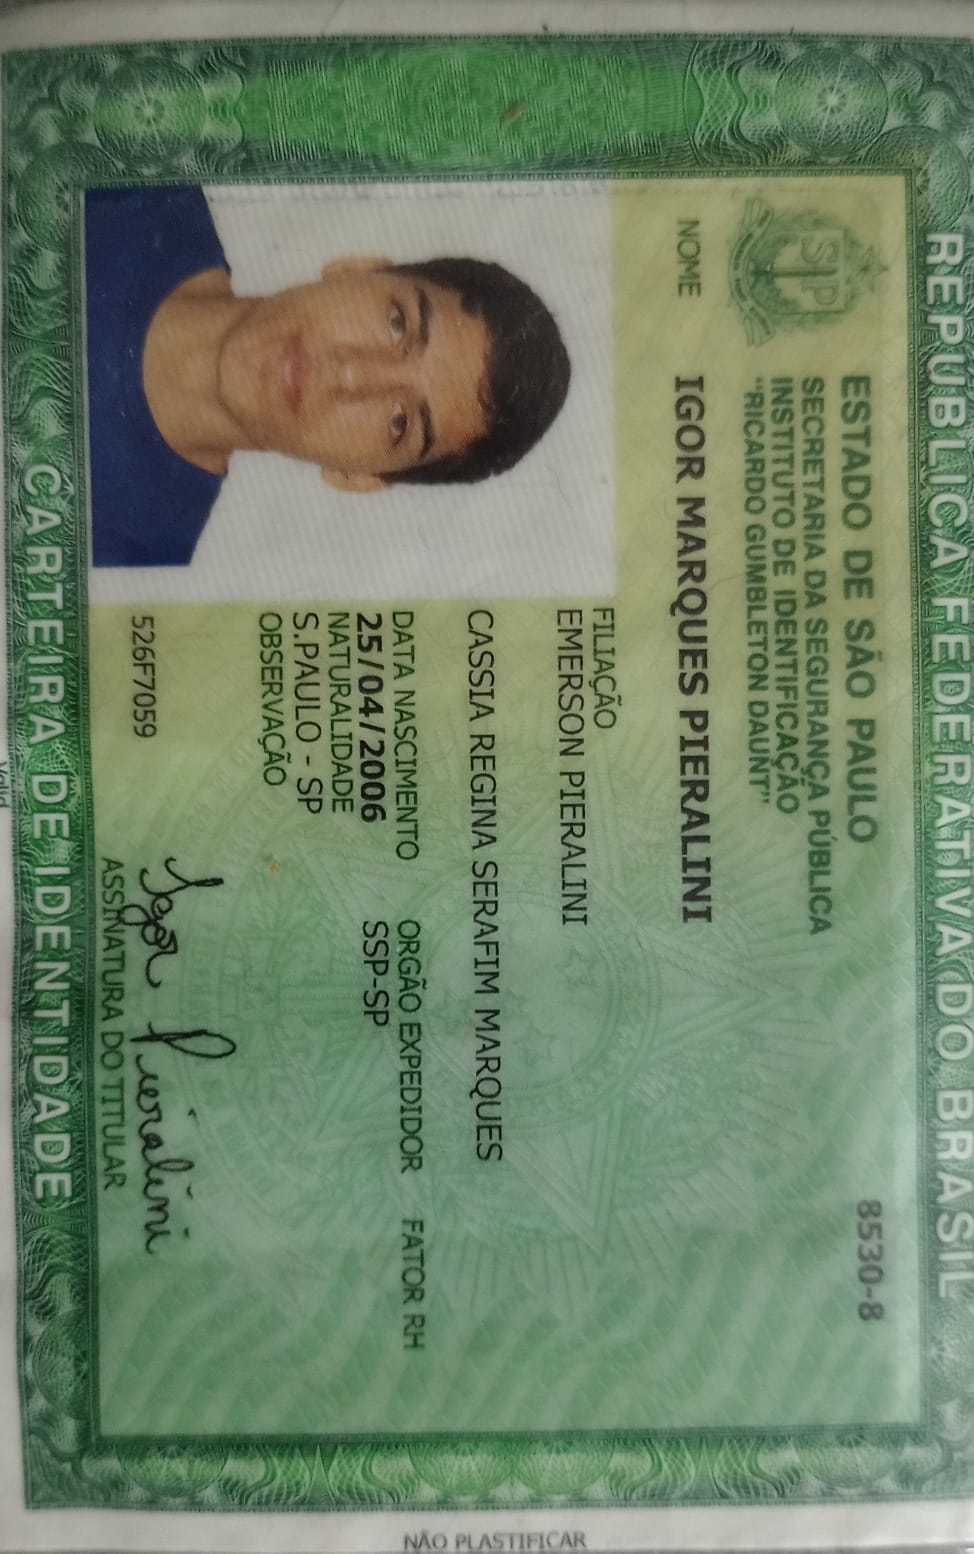 REPÚBLICA FEDERATIVA DO BRASIL
8530-8
ESTADO DE SÃO PAULO
SECRETARIA DA SEGURANÇA PÚBLICA
INSTITUTO DE IDENTIFICAÇÃO
"RICARDO GUMBLETON DAUNT"
NOME IGOR MARQUES PIERALINI
FILIAÇÃO
EMERSON PIERALINI
CASSIA REGINA SERAFIM MARQUES
DATA NASCIMENTO ORGÃO EXPEDIDOR FATOR RH
25/04/2006 SSP-SP
NATURALIDADE
S.PAULO - SP
OBSERVAÇÃO
526F7059
Igor Pieralini
ASSINATURA DO TITULAR
CARTEIRA DE IDENTIDADE
NÃO PLASTIFICAR